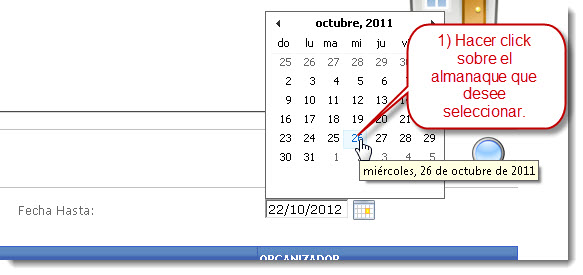 octubre, 2011
do lu ma mi ju
25 26 27 28 29 30
2 3 4 5 6 7
9 10 11 12 13
16 17 18 19 20 21
23 24 25 26 27 28 29
30 31 1 3 4 5
1) Hacer click
sobre el
almanaque que
desee
seleccionar.
miércoles, 26 de octubre de 2011
Fecha Hasta:
22/10/2012
ORGANIZADOR